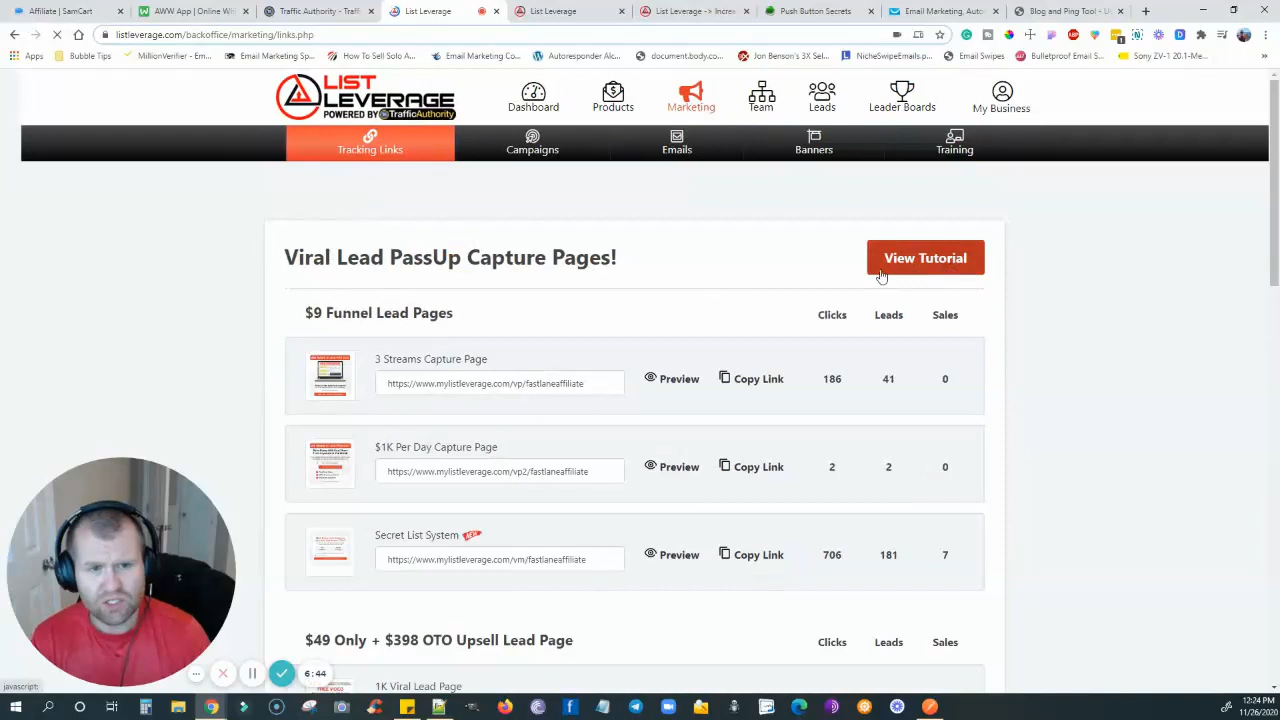 Affiliate | SamCart
AWW App | Online Whi
Traffic Authority - Traffi
List Leverage
List Leverage
List Leverage -> Increa
Push Button Secrets
Email Marketing, Auto
Blog and Ping Tool - U
listleverage.com/backoffice/marketing/links.php
Apps
Bubble Tips
MillionVerifier - Em...
Email Marketing Sp...
How To Sell Solo A...
Email Marketing Co...
Autoresponder Alc...
document.body.con...
Jon Benson's 3X Sel...
NicheSwipeEmails.p...
Bulletproof Email S...
Email Swipes
Sony ZV-1 20.1-Me...
LIST
LEVERAGE
POWERED BY TrafficAuthority
Dashboard
Products
Marketing
Team
Leads
Leader Boards
My Business
Tracking Links
Campaigns
Emails
Banners
Training
Viral Lead PassUp Capture Pages!
View Tutorial
$9 Funnel Lead Pages
Clicks
Leads
Sales
3 Streams Capture Page
https://www.mylistleverage.com/vp/fastlaneaffiliate
Preview
Copy Link
186
41
0
$1K Per Day Capture Page
https://www.mylistleverage.com/vp2/fastlaneaffiliate
Preview
Copy Link
2
2
0
Secret List System NEW
https://www.mylistleverage.com/vm/fastlaneaffiliate
Preview
Copy Link
706
181
7
$49 Only + $398 OTO Upsell Lead Page
Clicks
Leads
Sales
1K Viral Lead Page
FREE VIDEO
6:44
javascript:
12:24 PM
11/26/2020